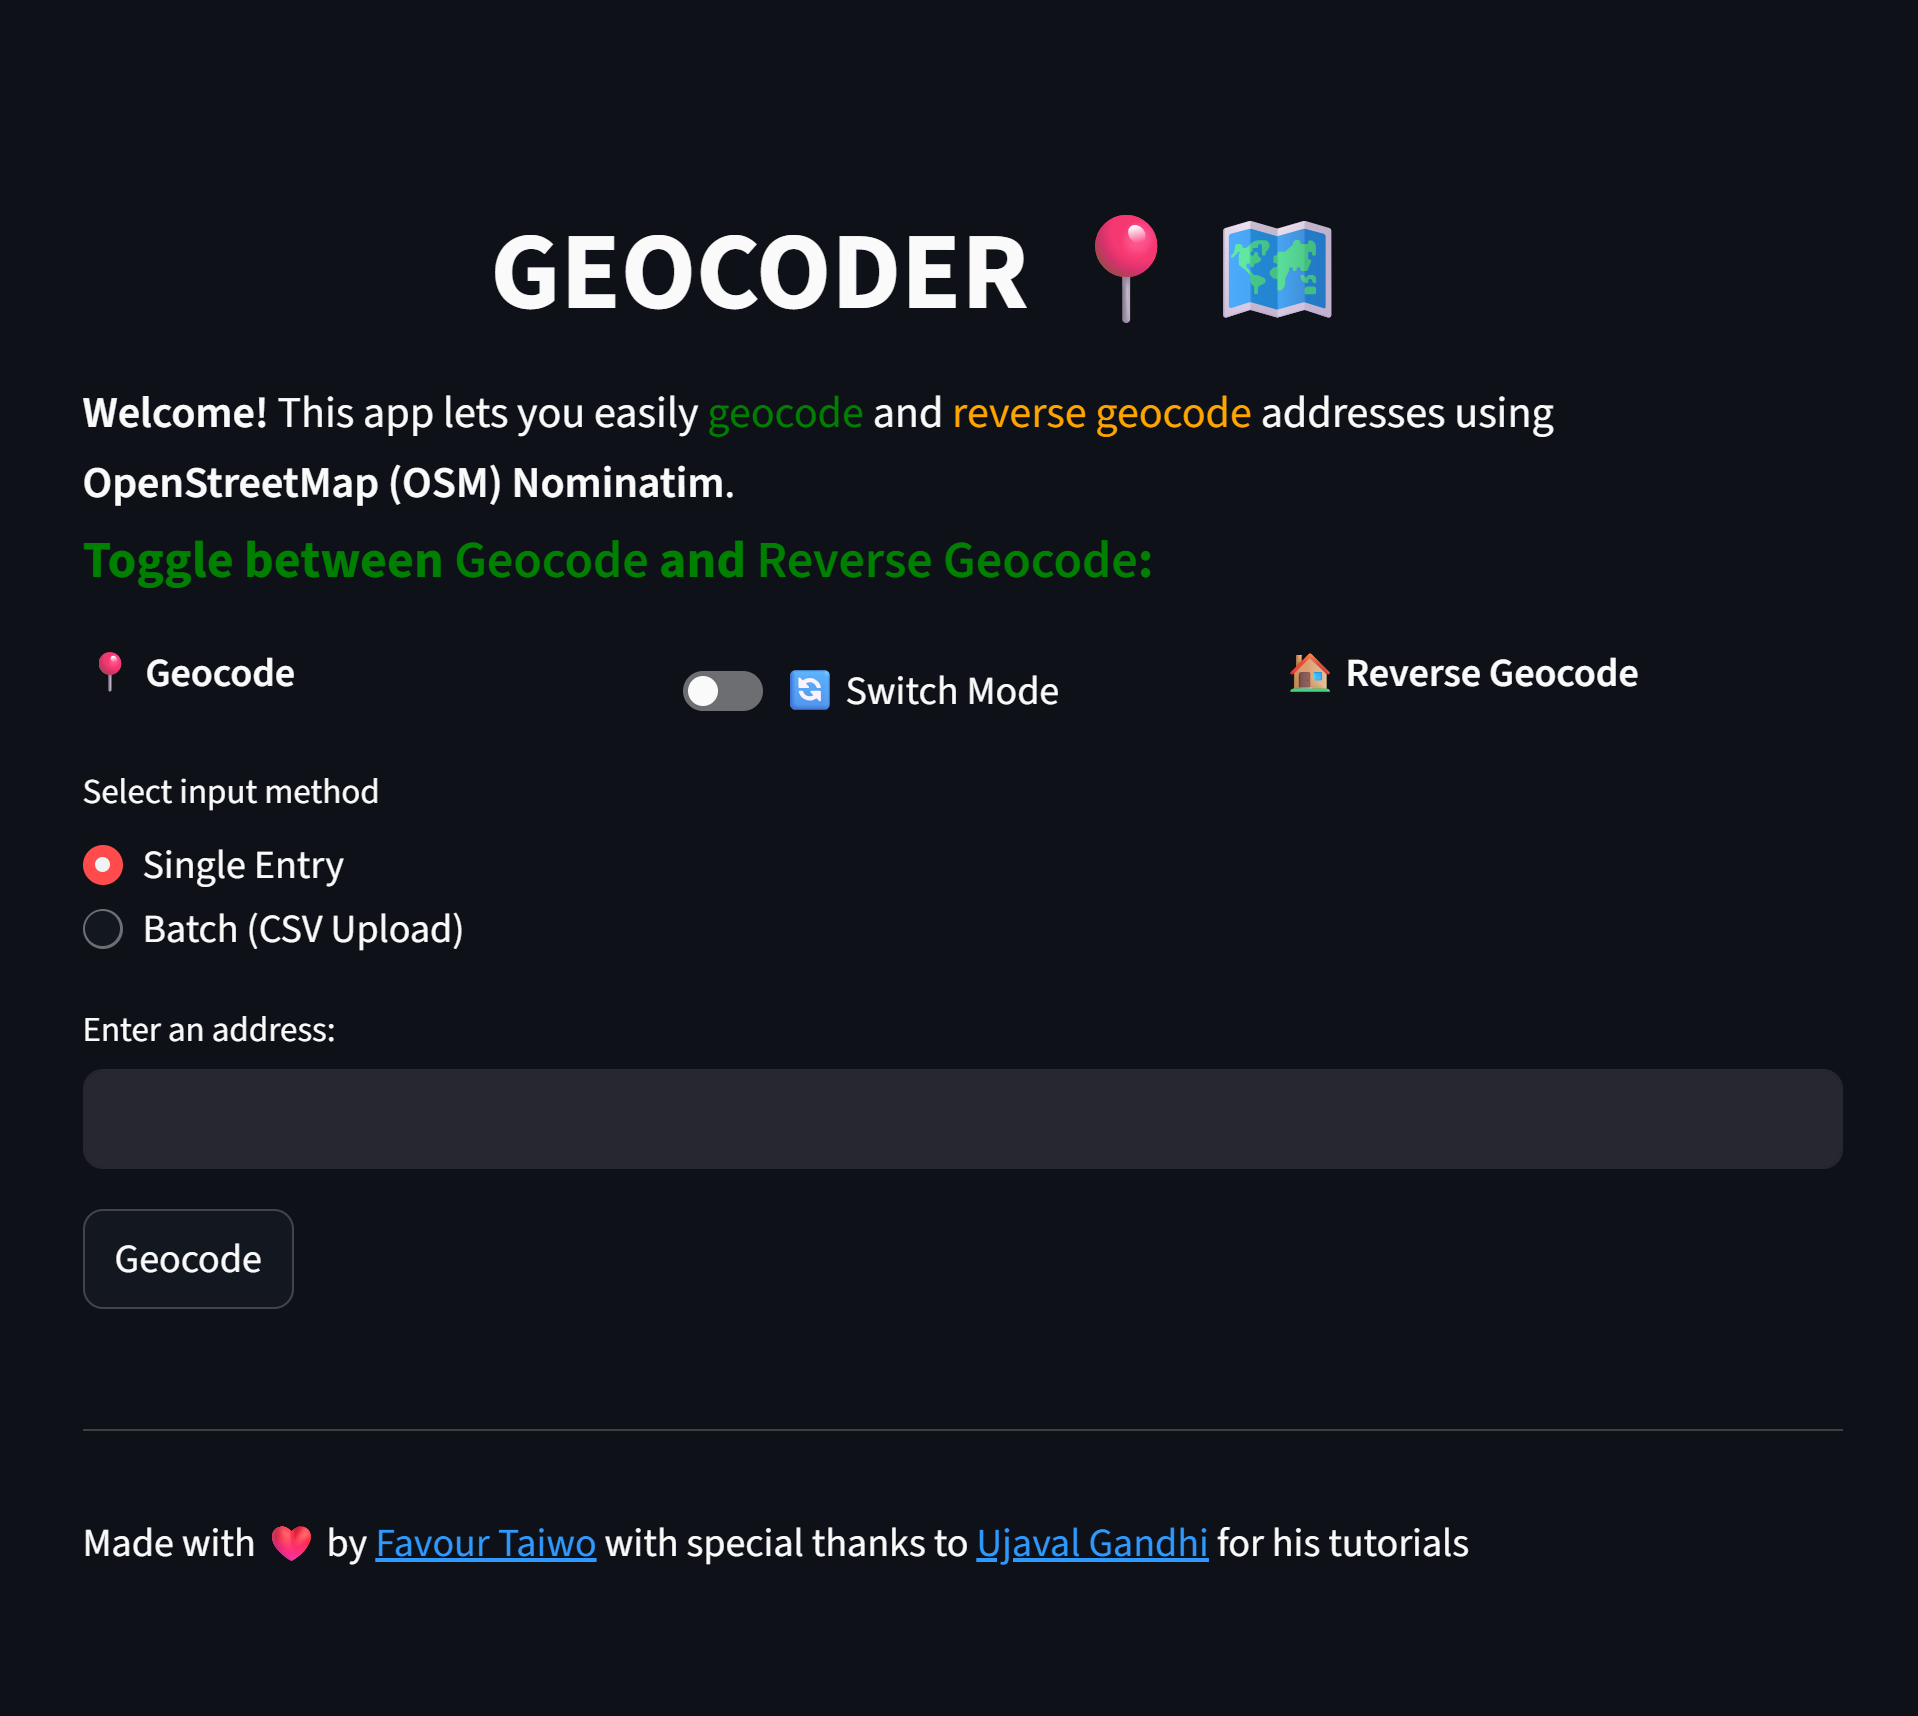 GEOCODER
Welcome! This app lets you easily geocode and reverse geocode addresses using
OpenStreetMap (OSM) Nominatim.
Toggle between Geocode and Reverse Geocode:
Geocode
Switch Mode
Reverse Geocode
Select input method
Single Entry
Batch (CSV Upload)
Enter an address:
Geocode
Made with ❤️ by Favour Taiwo with special thanks to Ujaval Gandhi for his tutorials